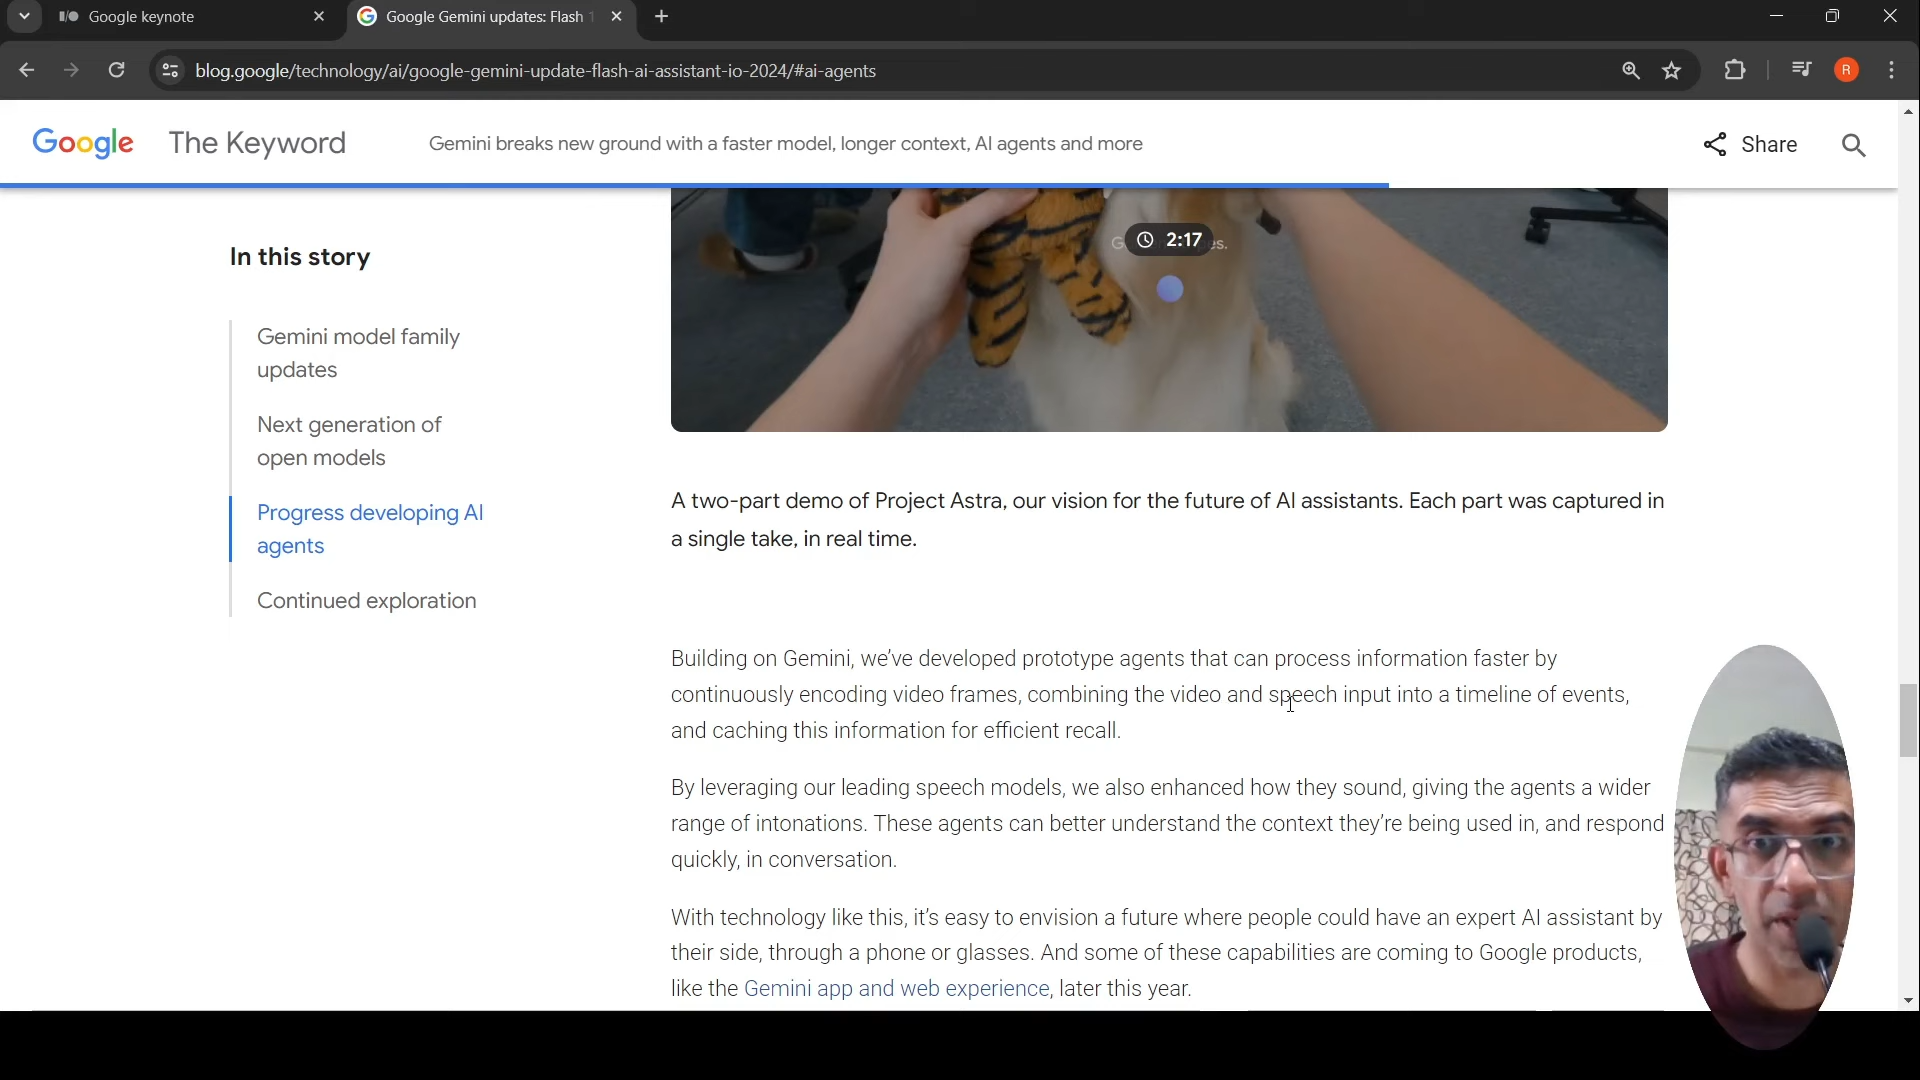 Google keynote
Google Gemini updates: Flash 1
blog.google/technology/ai/google-gemini-update-flash-ai-assistant-io-2024/#ai-agents
R
Google The Keyword
Gemini breaks new ground with a faster model, longer context, AI agents and more
Share
In this story
Gemini model family
updates
Next generation of
open models
Progress developing AI
agents
Continued exploration
2:17
A two-part demo of Project Astra, our vision for the future of AI assistants. Each part was captured in
a single take, in real time.
Building on Gemini, we’ve developed prototype agents that can process information faster by
continuously encoding video frames, combining the video and speech input into a timeline of events,
and caching this information for efficient recall.
By leveraging our leading speech models, we also enhanced how they sound, giving the agents a wider
range of intonations. These agents can better understand the context they’re being used in, and respond
quickly, in conversation.
With technology like this, it’s easy to envision a future where people could have an expert AI assistant by
their side, through a phone or glasses. And some of these capabilities are coming to Google products,
like the Gemini app and web experience, later this year.